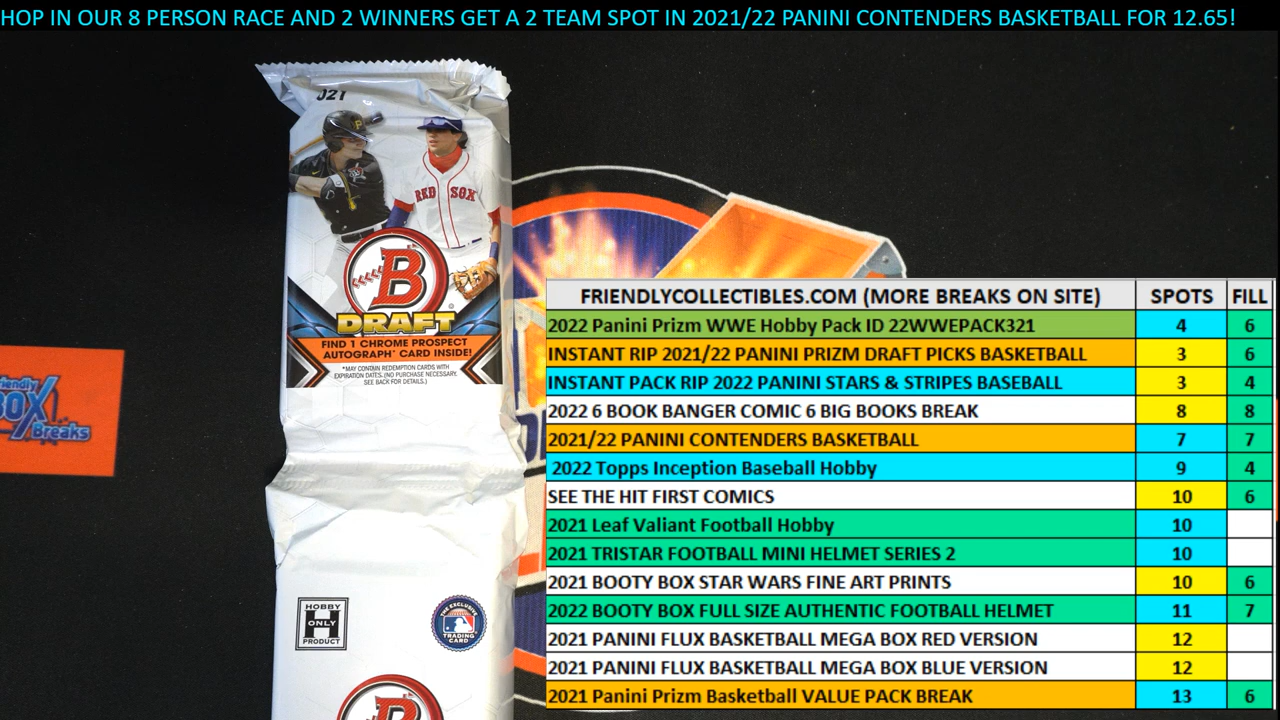 HOP IN OUR 8 PERSON RACE AND 2 WINNERS GET A 2 TEAM SPOT IN 2021/22 PANINI CONTENDERS BASKETBALL FOR 12.65!
021
P
RED SOX
B
DRAFT
FIND 1 CHROME PROSPECT
AUTOGRAPH* CARD INSIDE!
*MAY CONTAIN REDEMPTION CARDS WITH
EXPIRATION DATES. (NO PURCHASE NECESSARY.
SEE BACK FOR DETAILS.)
HOBBY
H
ONLY
PRODUCT
THE EXCLUSIVE
TRADING
CARD
iendly
BOX
Breaks
FRIENDLYCOLLECTIBLES.COM (MORE BREAKS ON SITE) SPOTS FILL
2022 Panini Prizm WWE Hobby Pack ID 22WWEPACK321 4 6
INSTANT RIP 2021/22 PANINI PRIZM DRAFT PICKS BASKETBALL 3 6
INSTANT PACK RIP 2022 PANINI STARS & STRIPES BASEBALL 3 4
2022 6 BOOK BANGER COMIC 6 BIG BOOKS BREAK 8 8
2021/22 PANINI CONTENDERS BASKETBALL 7 7
2022 Topps Inception Baseball Hobby 9 4
SEE THE HIT FIRST COMICS 10 6
2021 Leaf Valiant Football Hobby 10
2021 TRISTAR FOOTBALL MINI HELMET SERIES 2 10
2021 BOOTY BOX STAR WARS FINE ART PRINTS 10 6
2022 BOOTY BOX FULL SIZE AUTHENTIC FOOTBALL HELMET 11 7
2021 PANINI FLUX BASKETBALL MEGA BOX RED VERSION 12
2021 PANINI FLUX BASKETBALL MEGA BOX BLUE VERSION 12
2021 Panini Prizm Basketball VALUE PACK BREAK 13 6